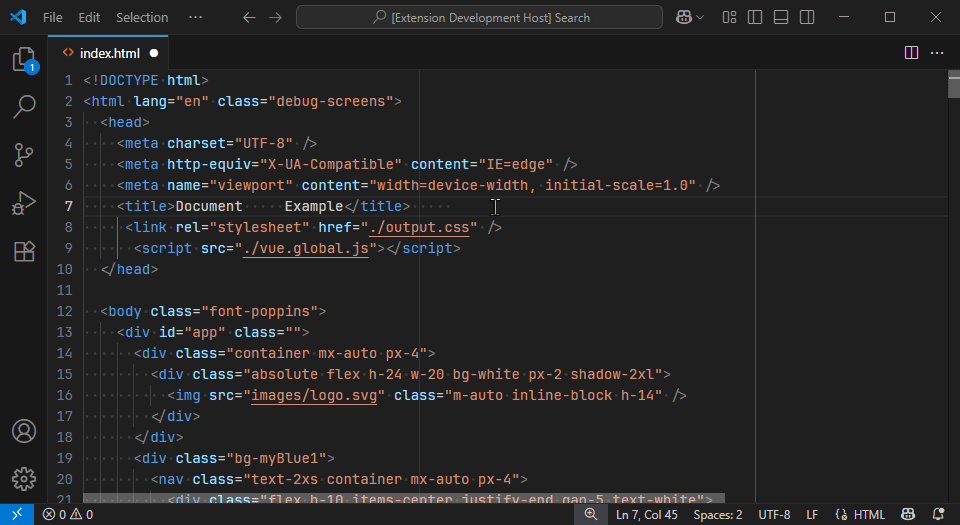 File Edit Selection ··· [Extension Development Host] Search
1
index.html
1 <!DOCTYPE html>
2 <html lang="en" class="debug-screens">
3 <head>
4 <meta charset="UTF-8" />
5 <meta http-equiv="X-UA-Compatible" content="IE=edge" />
6 <meta name="viewport" content="width=device-width, initial-scale=1.0" />
7 <title>Document     Example</title>
8 <link rel="stylesheet" href="./output.css" />
9 <script src="./vue.global.js"></script>
10 </head>
11
12 <body class="font-poppins">
13 <div id="app" class="">
14 <div class="container mx-auto px-4">
15 <div class="absolute flex h-24 w-20 bg-white px-2 shadow-2xl">
16 <img src="images/logo.svg" class="m-auto inline-block h-14" />
17 </div>
18 </div>
19 <div class="bg-myBlue1">
20 <nav class="text-2xs container mx-auto px-4">
21 <div class="flex h-10 items-center justify-end gap-5 text-white">
0 0 Ln 7, Col 45 Spaces: 2 UTF-8 LF HTML